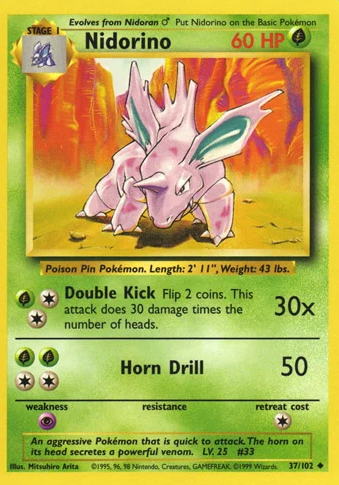 Evolves from Nidoran ♂ Put Nidorino on the Basic Pokémon
STAGE 1
Nidorino 60 HP
Poison Pin Pokémon. Length: 2' 11", Weight: 43 lbs.
Double Kick Flip 2 coins. This
attack does 30 damage times the
number of heads.
30x
Horn Drill 50
weakness resistance retreat cost
An aggressive Pokémon that is quick to attack. The horn on
its head secretes a powerful venom. LV. 25 #33
Illus. Mitsuhiro Arita ©1995, 96, 98 Nintendo, Creatures, GAMEFREAK. ©1999 Wizards. 37/102 ◆